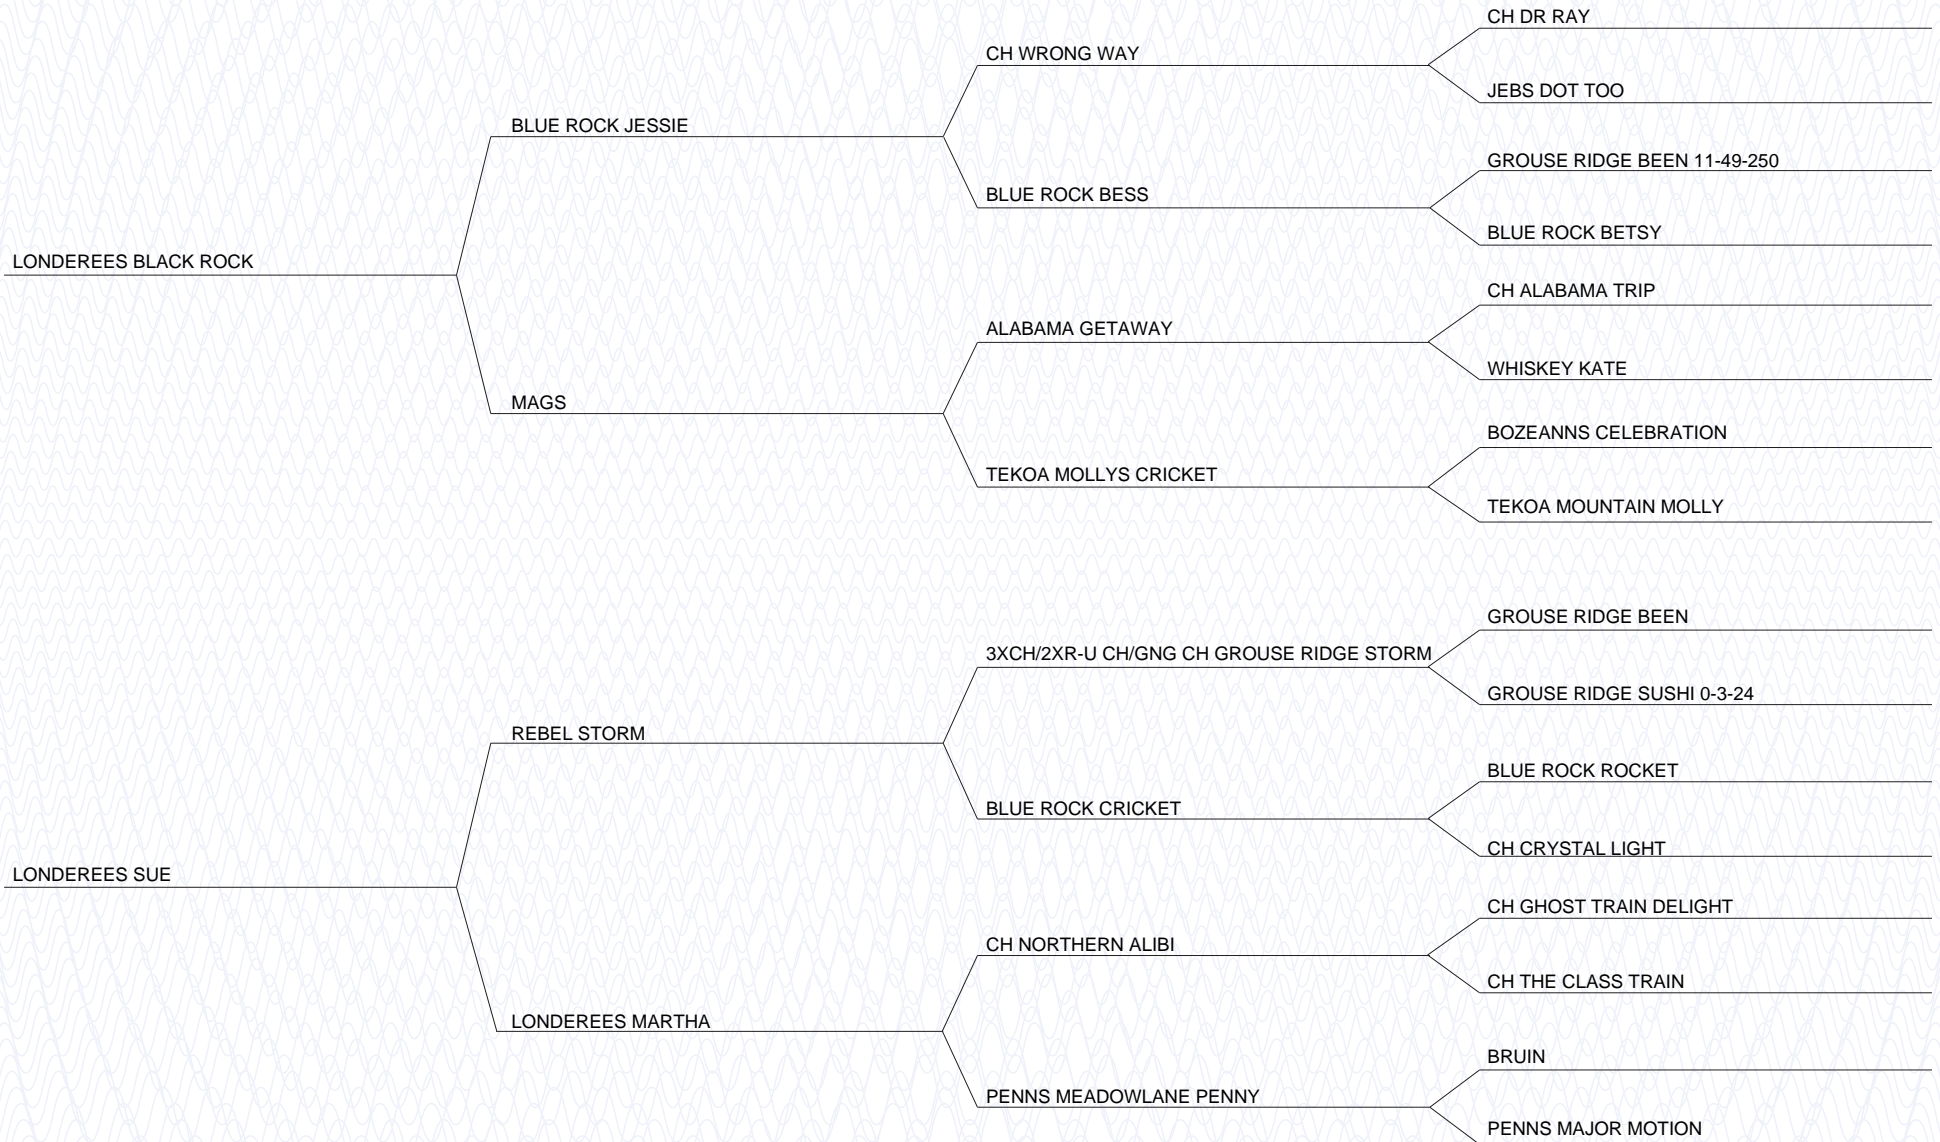 CH DR RAY
CH WRONG WAY
JEBS DOT TOO
BLUE ROCK JESSIE
GROUSE RIDGE BEEN 11-49-250
BLUE ROCK BESS
BLUE ROCK BETSY
LONDEREES BLACK ROCK
CH ALABAMA TRIP
ALABAMA GETAWAY
WHISKEY KATE
MAGS
BOZEANNS CELEBRATION
TEKOA MOLLYS CRICKET
TEKOA MOUNTAIN MOLLY
GROUSE RIDGE BEEN
3XCH/2XR-U CH/GNG CH GROUSE RIDGE STORM
GROUSE RIDGE SUSHI 0-3-24
REBEL STORM
BLUE ROCK ROCKET
BLUE ROCK CRICKET
CH CRYSTAL LIGHT
LONDEREES SUE
CH GHOST TRAIN DELIGHT
CH NORTHERN ALIBI
CH THE CLASS TRAIN
LONDEREES MARTHA
BRUIN
PENNS MEADOWLANE PENNY
PENNS MAJOR MOTION